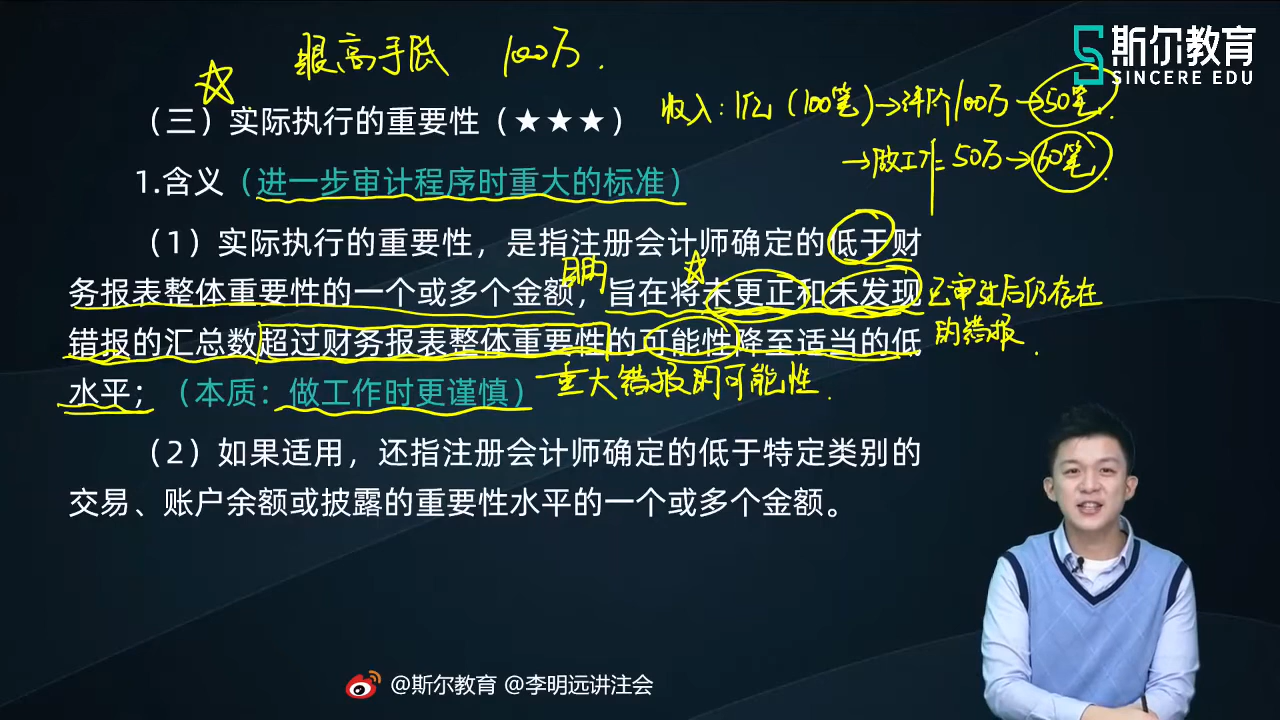 眼高手低 100万.
斯尔教育
SINCERE EDU
收入:1亿(100笔)→评价100万→50笔.
→做工作=50万→60笔.
(三)实际执行的重要性(★★★)
1.含义(进一步审计程序时重大的标准)
(1)实际执行的重要性,是指注册会计师确定的低于财
务报表整体重要性的一个或多个金额,旨在将未更正和未发现
目的
已审定后仍存在
的错报.
错报的汇总数超过财务报表整体重要性的可能性降至适当的低
水平;(本质:做工作时更谨慎)
重大错报的可能性.
(2)如果适用,还指注册会计师确定的低于特定类别的
交易、账户余额或披露的重要性水平的一个或多个金额。
@斯尔教育 @李明远讲注会